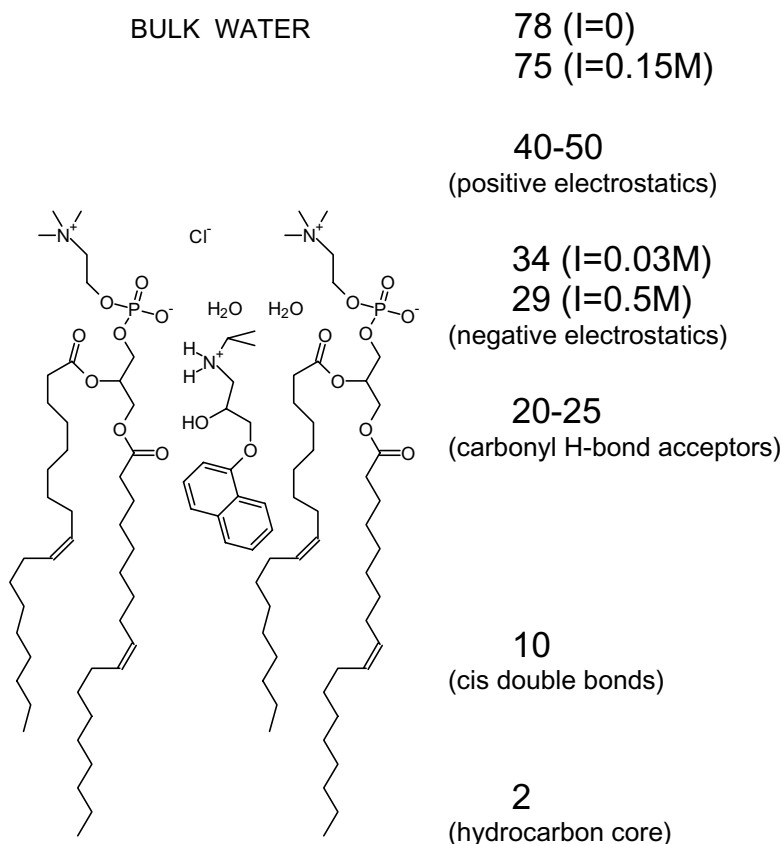 BULK WATER
78 (I=0)
75 (I=0.15M)
40-50
(positive electrostatics)
N+
Cl-
N+
O
O
P
O-
H2O
H2O
O
O
P
O-
34 (I=0.03M)
29 (I=0.5M)
(negative electrostatics)
O
O
O
O
H
N+
H
O
O
HO
20-25
(carbonyl H-bond acceptors)
O
O
O
O
O
10
(cis double bonds)
2
(hydrocarbon core)